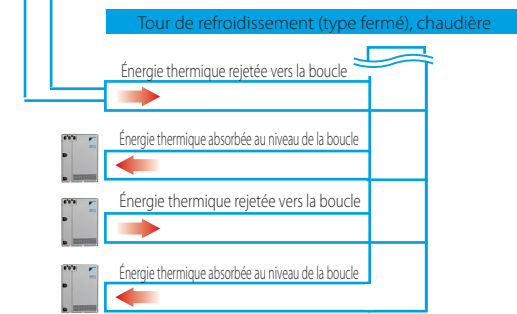 Tour de refroidissement (type fermé), chaudière
Énergie thermique rejetée vers la boucle
Énergie thermique absorbée au niveau de la boucle
Énergie thermique rejetée vers la boucle
Énergie thermique absorbée au niveau de la boucle